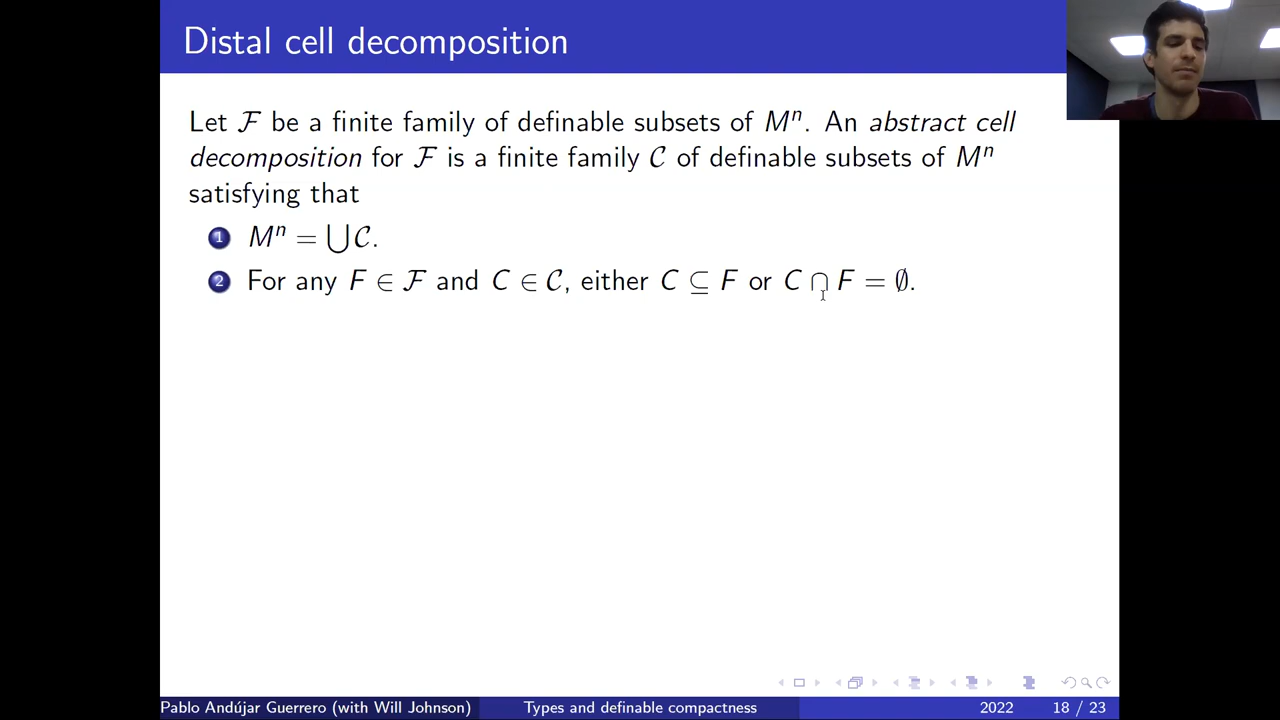 Distal cell decomposition
Let ℱ be a finite family of definable subsets of Mⁿ. An abstract cell
decomposition for ℱ is a finite family 𝒞 of definable subsets of Mⁿ
satisfying that
1 Mⁿ = ⋃ 𝒞.
2 For any F ∈ ℱ and C ∈ 𝒞, either C ⊆ F or C ∩ F = ∅.
Pablo Andújar Guerrero (with Will Johnson) Types and definable compactness 2022 18 / 23